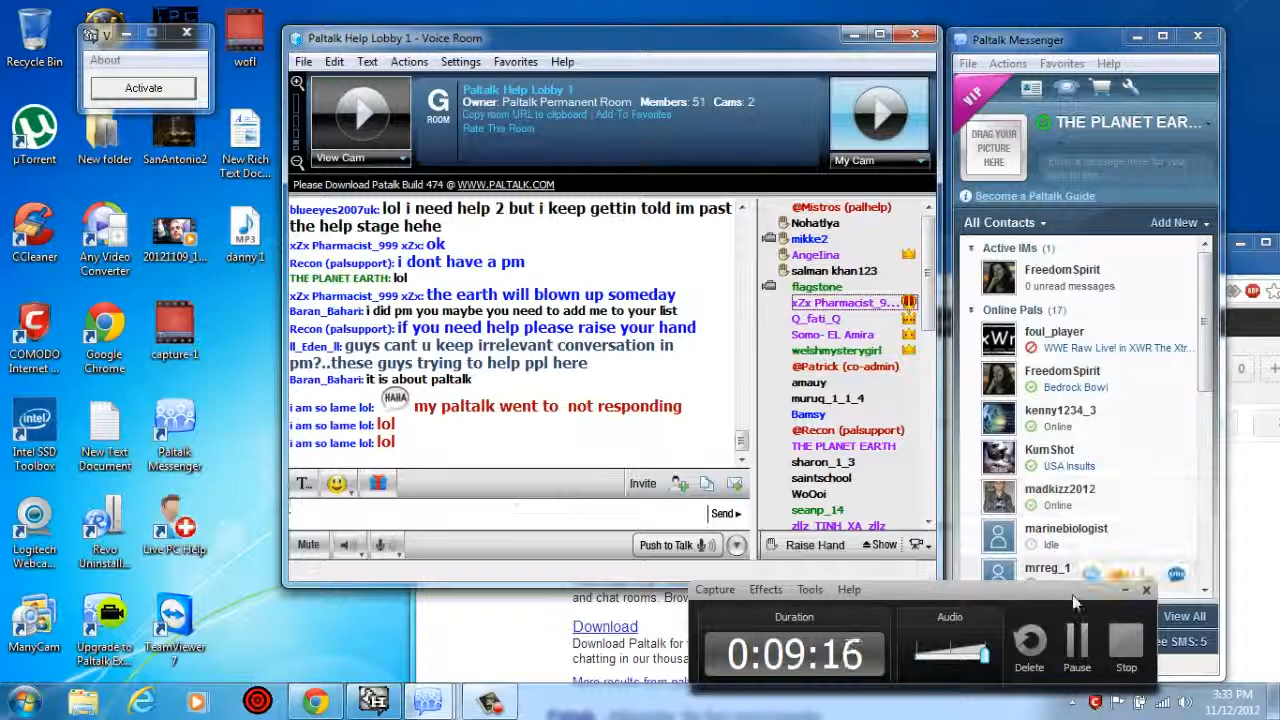 Recycle Bin
wofl
V
About
Activate
µTorrent
New folder
SanAntonio2
New Rich
Text Doc...
CCleaner
Any Video
Converter
20121109_1...
danny1
COMODO
Internet ...
Google
Chrome
capture-1
Intel SSD
Toolbox
New Text
Document
Paltalk
Messenger
Logitech
Webca...
Revo
Uninstall...
Live PC Help
ManyCam
Upgrade to
Paltalk Ex...
TeamViewer
7
Paltalk Help Lobby 1 - Voice Room
File Edit Text Actions Settings Favorites Help
View Cam
G
ROOM
Paltalk Help Lobby 1
Owner: Paltalk Permanent Room Members: 51 Cams: 2
Copy room URL to clipboard | Add To Favorites
Rate This Room
My Cam
Please Download Patalk Build 474 @ WWW.PALTALK.COM
blueeyes2007uk: lol i need help 2 but i keep gettin told im past
the help stage hehe
xZx Pharmacist_999 xZx: ok
Recon (palsupport): i dont have a pm
THE PLANET EARTH: lol
xZx Pharmacist_999 xZx: the earth will blown up someday
Baran_Bahari: i did pm you maybe you need to add me to your list
Recon (palsupport): if you need help please raise your hand
ll_Eden_ll: guys cant u keep irrelevant conversation in
pm?..these guys trying to help ppl here
Baran_Bahari: it is about paltalk
i am so lame lol: HAHA my paltalk went to not responding
i am so lame lol: lol
i am so lame lol: lol
T...
Invite
Send
Mute
Push to Talk
@Mistros (palhelp)
Nohatlya
mikke2
AngeIina
salman khan123
flagstone
xZx Pharmacist_9...
Q_fati_Q
Somo- EL Amira
welshmysterygirl
@Patrick (co-admin)
amauy
muruq_1_1_4
Bamsy
@Recon (palsupport)
THE PLANET EARTH
sharon_1_3
saintschool
WoOoi
seanp_14
zllz_TINH_XA_zllz
Raise Hand
Show
Paltalk Messenger
File Actions Favorites Help
VIP
DRAG YOUR
PICTURE
HERE
THE PLANET EAR...
Become a Paltalk Guide
All Contacts
Add New
Active IMs (1)
FreedomSpirit
0 unread messages
Online Pals (17)
foul_player
WWE Raw Live! in XWR The Xtr...
FreedomSpirit
Bedrock Bowl
kenny1234_3
Online
KumShot
USA Insults
madkizz2012
Online
marinebiologist
Idle
mrreg_1
View All
e SMS: 5
ABP
0
and chat rooms. Brow
Download
Download Paltalk for
chatting in our thousa
More results from pal
Capture Effects Tools Help
Duration
0:09:16
Audio
Delete
Pause
Stop
3:33 PM
11/12/2012